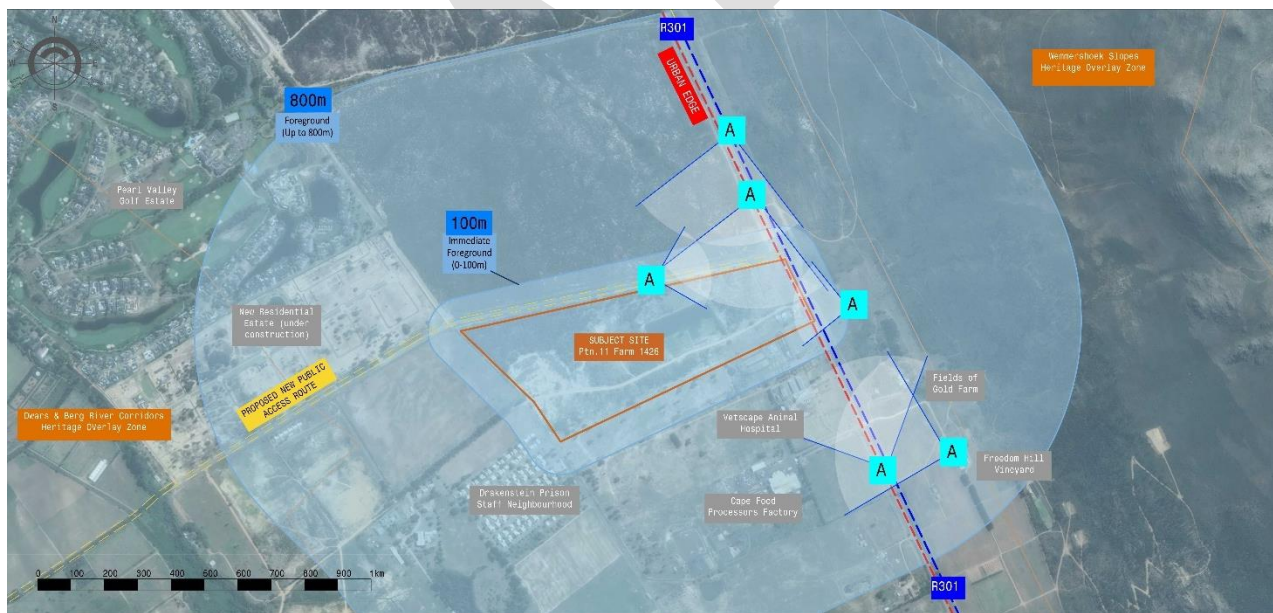 R301
N
W
E
S
Wemmershoek Slopes
Heritage Overlay Zone
URBAN EDGE
800m
Foreground
(Up to 800m)
A
Pearl Valley
Golf Estate
A
100m
Immediate
Foreground
(0-100m)
A
A
New Residential
Estate (under
construction)
SUBJECT SITE
Ptn.11 Farm 1426
PROPOSED NEW PUBLIC
ACCESS ROUTE
Fields of
Gold Farm
Dwars & Berg River Corridors
Heritage Overlay Zone
Vetscape Animal
Hospital
A
A
Freedom Hill
Vineyard
Drakenstein Prison
Staff Neighbourhood
Cape Food
Processors Factory
0 100 200 300 400 500 600 700 800 900 1km
R301